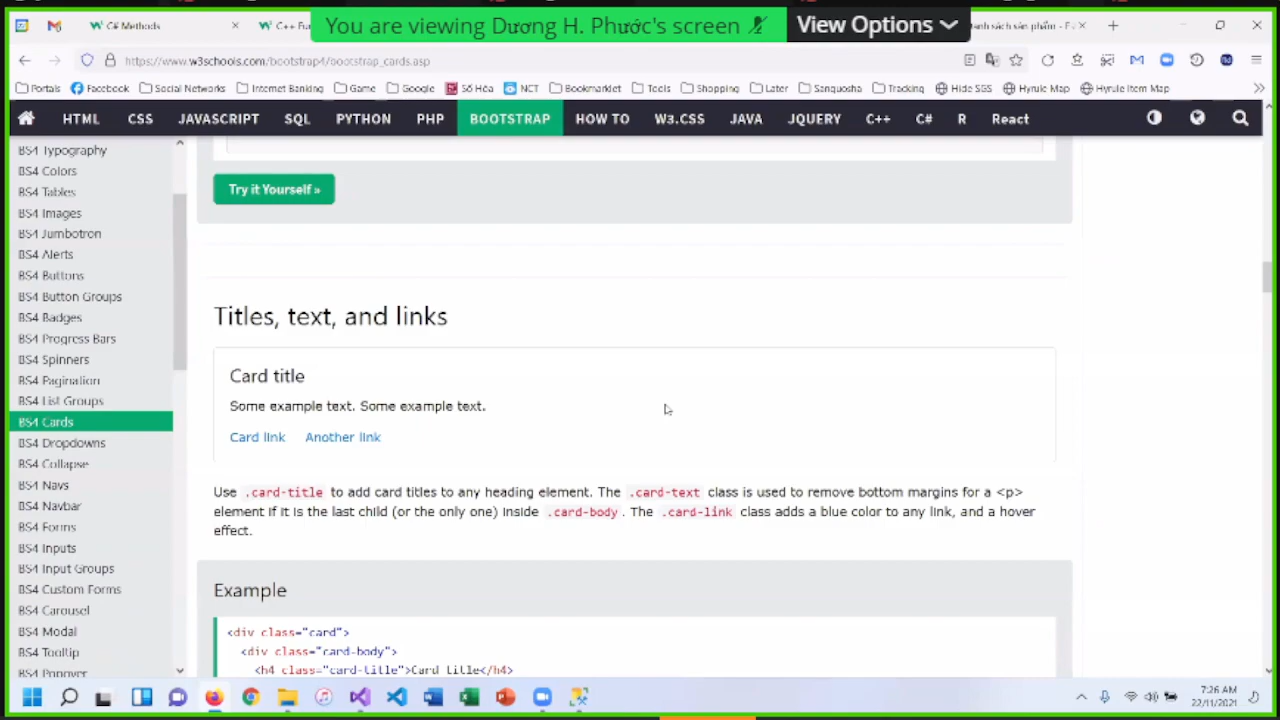 You are viewing Dương H. Phước's screen
View Options
C# Methods
https://www.w3schools.com/bootstrap4/bootstrap_cards.asp
Portals
Facebook
Social Networks
Internet Banking
Game
Google
Số Hóa
NCT
Bookmarklet
Tools
Shopping
Later
Sanguosha
Tracking
Hide SGS
Hyrule Map
Hyrule Item Map
HTML
CSS
JAVASCRIPT
SQL
PYTHON
PHP
BOOTSTRAP
HOW TO
W3.CSS
JAVA
JQUERY
C++
C#
R
React
BS4 Typography
BS4 Colors
BS4 Tables
BS4 Images
BS4 Jumbotron
BS4 Alerts
BS4 Buttons
BS4 Button Groups
BS4 Badges
BS4 Progress Bars
BS4 Spinners
BS4 Pagination
BS4 List Groups
BS4 Cards
BS4 Dropdowns
BS4 Collapse
BS4 Navs
BS4 Navbar
BS4 Forms
BS4 Inputs
BS4 Input Groups
BS4 Custom Forms
BS4 Carousel
BS4 Modal
BS4 Tooltip
BS4 Popover
Try it Yourself »
Titles, text, and links
Card title
Some example text. Some example text.
Card link Another link
Use .card-title to add card titles to any heading element. The .card-text class is used to remove bottom margins for a <p>
element if it is the last child (or the only one) inside .card-body. The .card-link class adds a blue color to any link, and a hover
effect.
Example
<div class="card">
<div class="card-body">
<h4 class="card-title">Card title</h4>
7:26 AM
22/11/2021